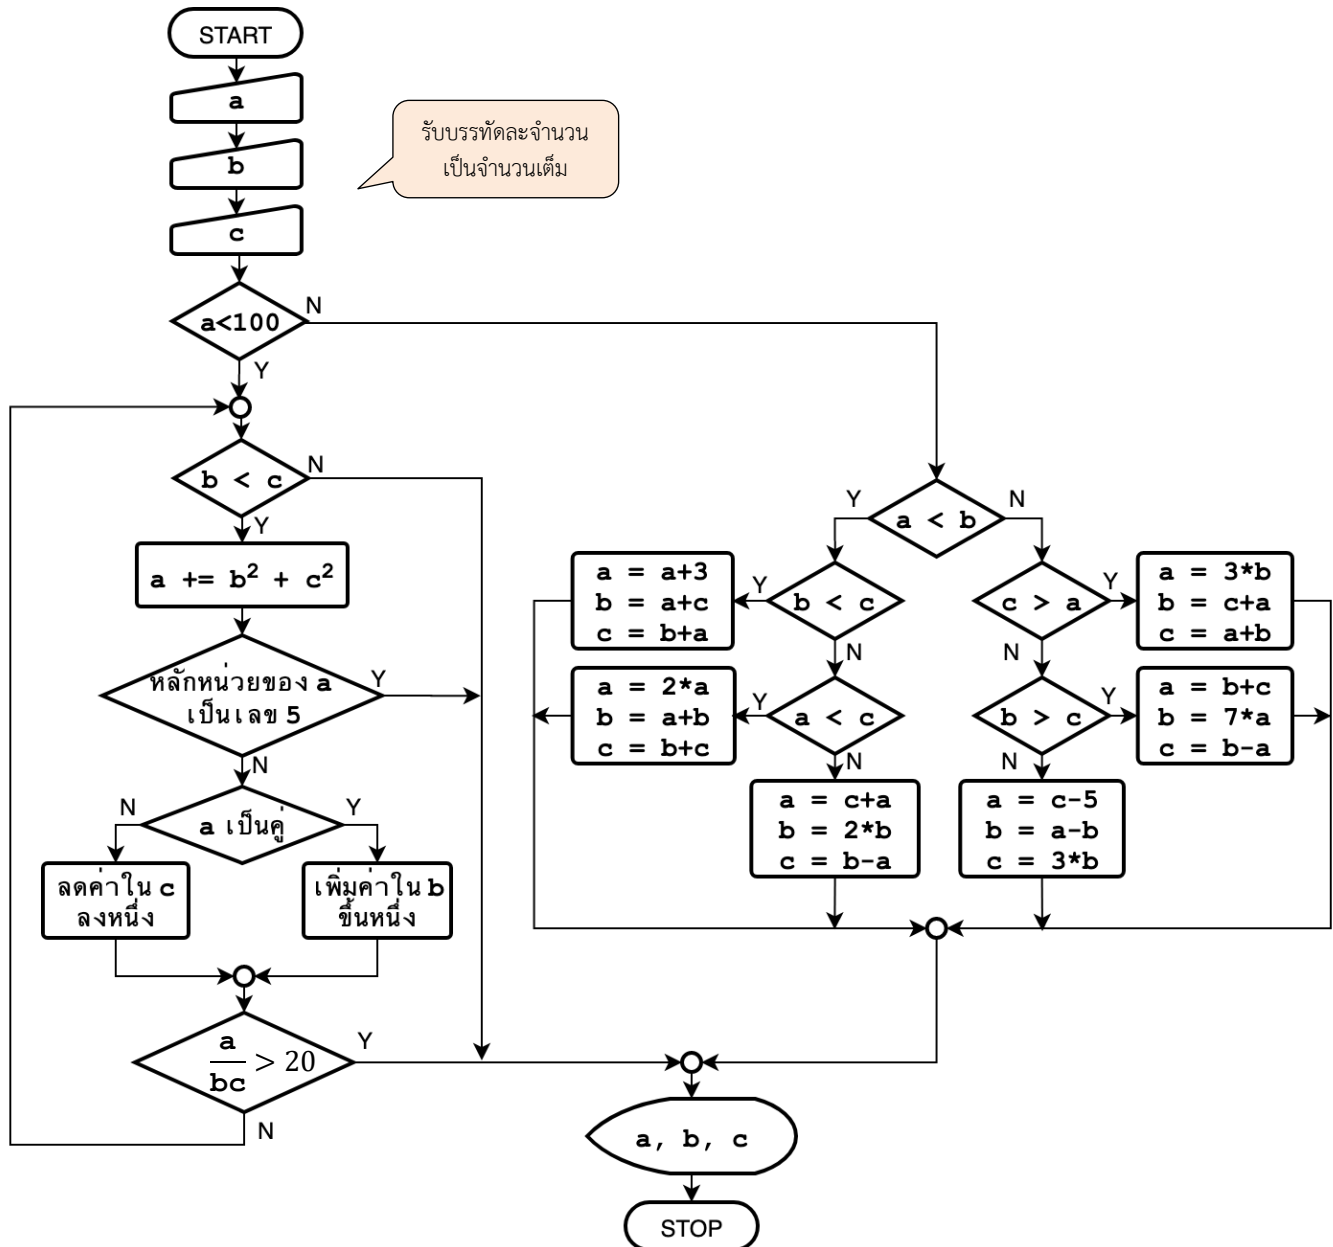 START
a
b
c
รับบรรทัดละจำนวน
เป็นจำนวนเต็ม
a<100
N
Y
b < c
N
Y
a += b² + c²
หลักหน่วยของ a
เป็นเลข 5
Y
N
a เป็นคู่
N
Y
ลดค่าใน c
ลงหนึ่ง
เพิ่มค่าใน b
ขึ้นหนึ่ง
a
bc
> 20
Y
N
a < b
Y
N
b < c
Y
N
a = a+3
b = a+c
c = b+a
a < c
Y
N
a = 2*a
b = a+b
c = b+c
a = c+a
b = 2*b
c = b-a
c > a
Y
N
a = 3*b
b = c+a
c = a+b
b > c
Y
N
a = b+c
b = 7*a
c = b-a
a = c-5
b = a-b
c = 3*b
a, b, c
STOP